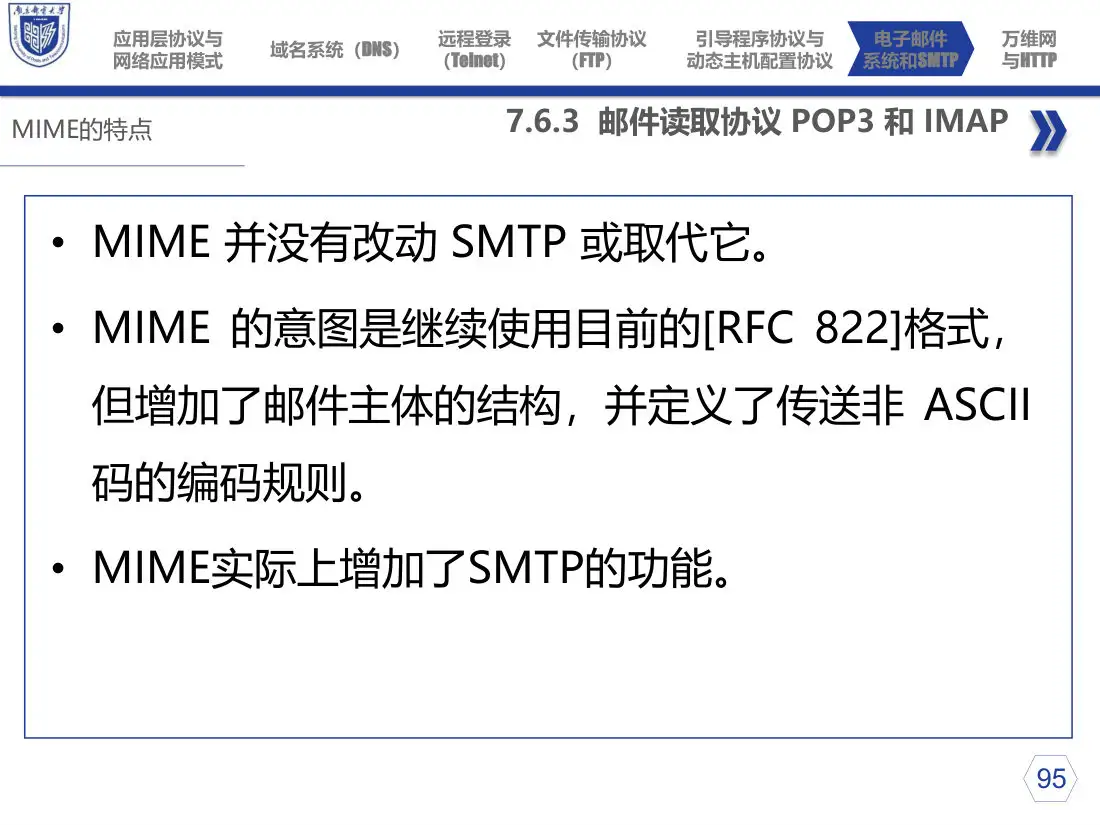 南京邮电大学
应用层协议与
网络应用模式
域名系统（DNS）
远程登录
（Telnet）
文件传输协议
（FTP）
引导程序协议与
动态主机配置协议
电子邮件
系统和SMTP
万维网
与HTTP
MIME的特点
7.6.3 邮件读取协议 POP3 和 IMAP
• MIME 并没有改动 SMTP 或取代它。
• MIME 的意图是继续使用目前的[RFC 822]格式，
但增加了邮件主体的结构，并定义了传送非 ASCII
码的编码规则。
• MIME实际上增加了SMTP的功能。
95